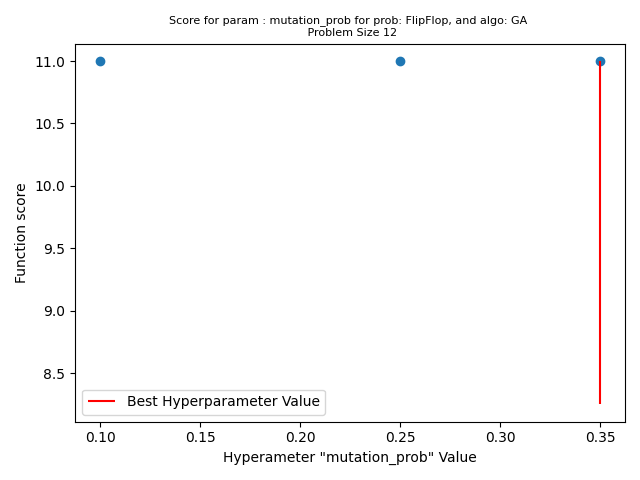 Score for param : mutation_prob for prob: FlipFlop, and algo: GA
Problem Size 12
11.0
10.5
10.0
9.5
9.0
8.5
Function score
Best Hyperparameter Value
0.10 0.15 0.20 0.25 0.30 0.35
Hyperameter "mutation_prob" Value